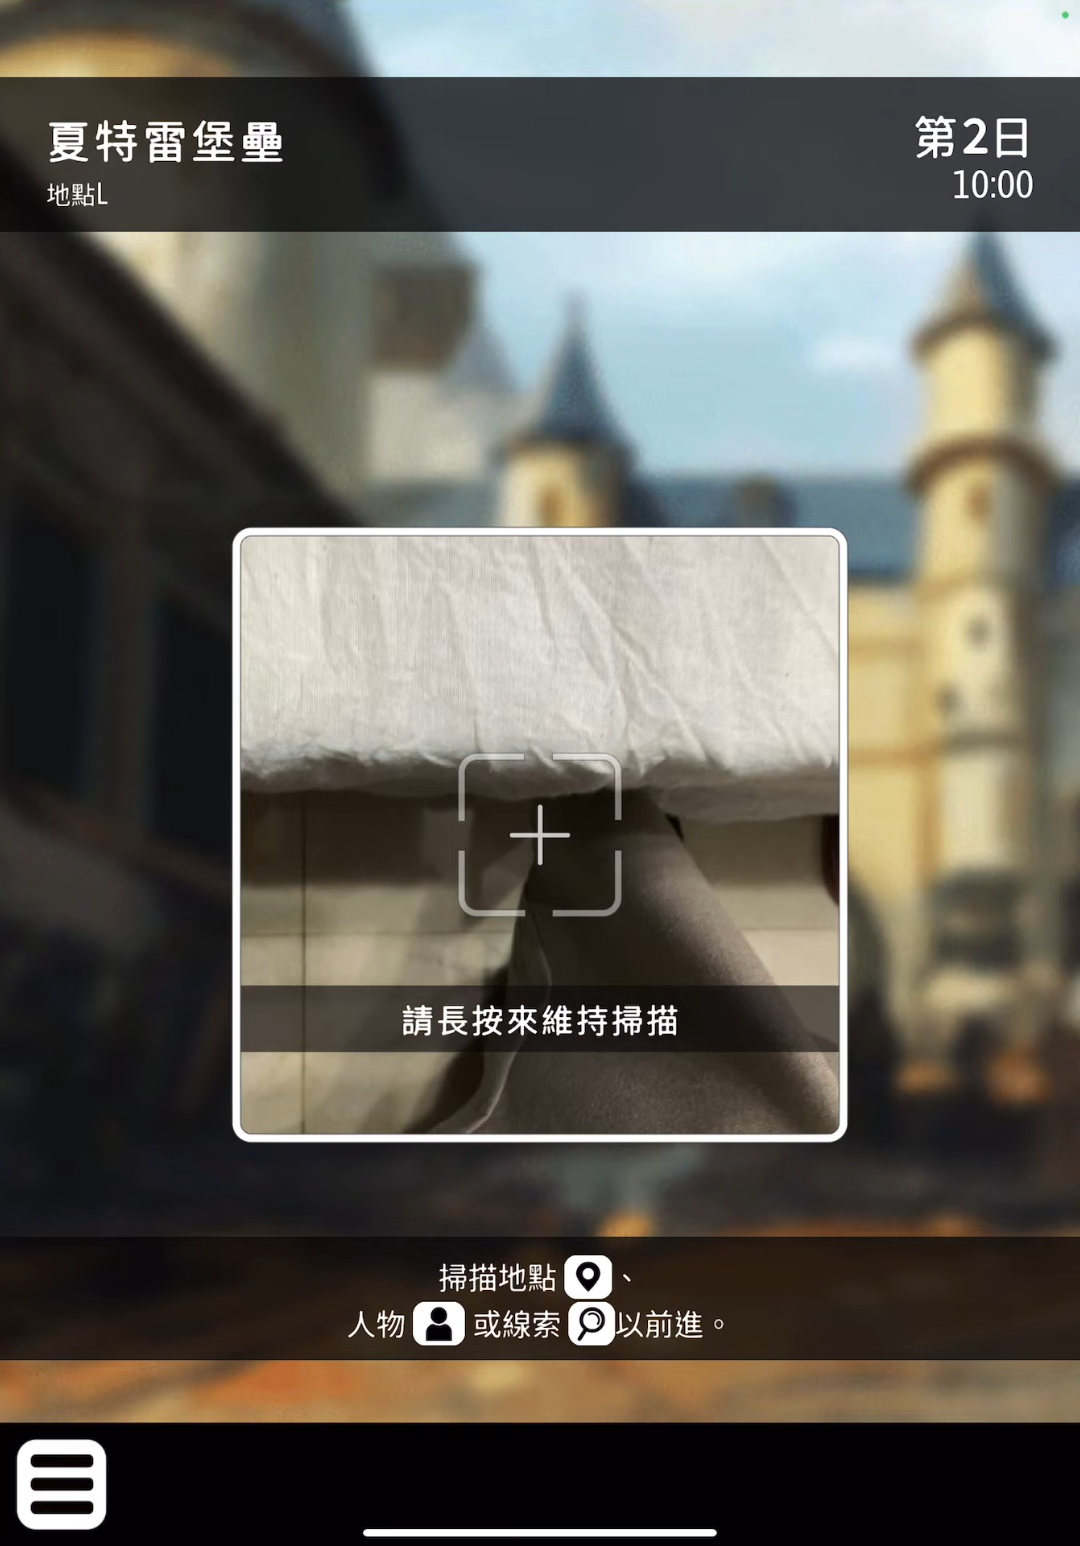 夏特雷堡壘
地點L
第2日
10:00
請長按來維持掃描
掃描地點、
人物 或線索 以前進。